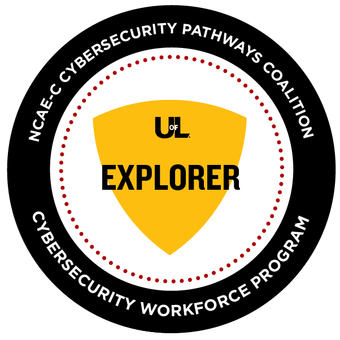 NCAE-C CYBERSECURITY PATHWAYS COALITION
UofL
EXPLORER
CYBERSECURITY WORKFORCE PROGRAM